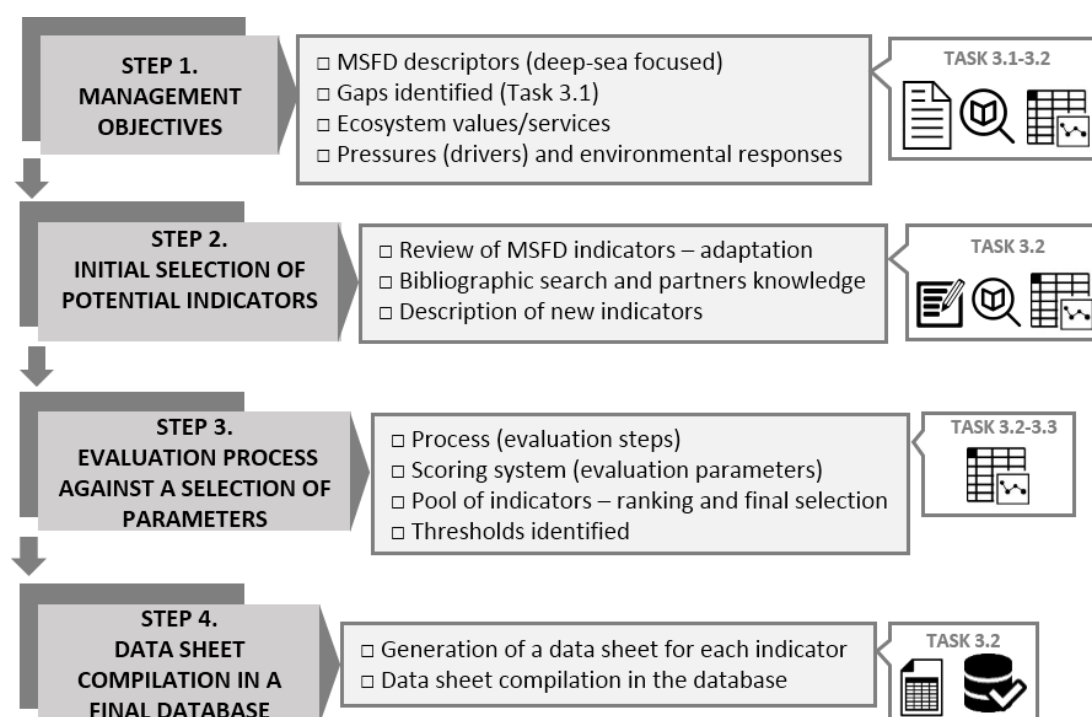 STEP 1.
MANAGEMENT
OBJECTIVES
□ MSFD descriptors (deep-sea focused)
□ Gaps identified (Task 3.1)
□ Ecosystem values/services
□ Pressures (drivers) and environmental responses
TASK 3.1-3.2
STEP 2.
INITIAL SELECTION OF
POTENTIAL INDICATORS
□ Review of MSFD indicators – adaptation
□ Bibliographic search and partners knowledge
□ Description of new indicators
TASK 3.2
STEP 3.
EVALUATION PROCESS
AGAINST A SELECTION OF
PARAMETERS
□ Process (evaluation steps)
□ Scoring system (evaluation parameters)
□ Pool of indicators – ranking and final selection
□ Thresholds identified
TASK 3.2-3.3
STEP 4.
DATA SHEET
COMPILATION IN A
FINAL DATABASE
□ Generation of a data sheet for each indicator
□ Data sheet compilation in the database
TASK 3.2